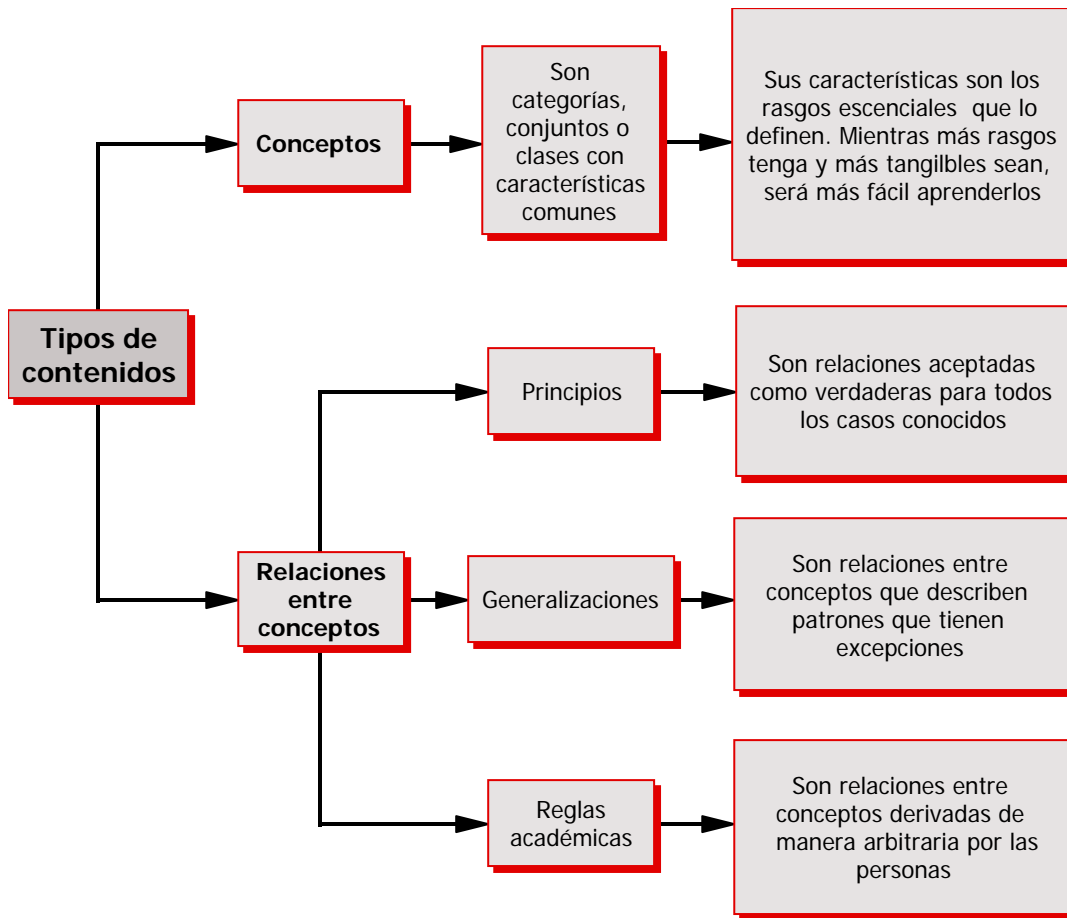 Tipos de
contenidos
Conceptos
Son
categorías,
conjuntos o
clases con
características
comunes
Sus características son los
rasgos escenciales que lo
definen. Mientras más rasgos
tenga y más tangilbles sean,
será más fácil aprenderlos
Relaciones
entre
conceptos
Principios
Son relaciones aceptadas
como verdaderas para todos
los casos conocidos
Generalizaciones
Son relaciones entre
conceptos que describen
patrones que tienen
excepciones
Reglas
académicas
Son relaciones entre
conceptos derivadas de
manera arbitraria por las
personas